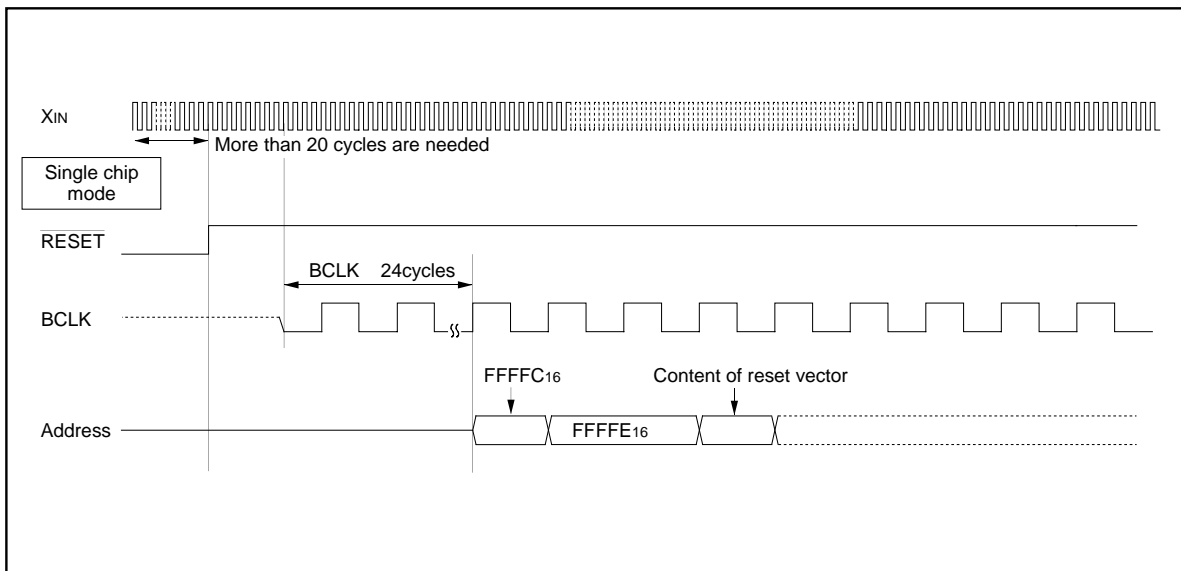 XIN
More than 20 cycles are needed
Single chip
mode
RESET
BCLK 24cycles
BCLK
FFFFC16
Content of reset vector
Address
FFFFE16